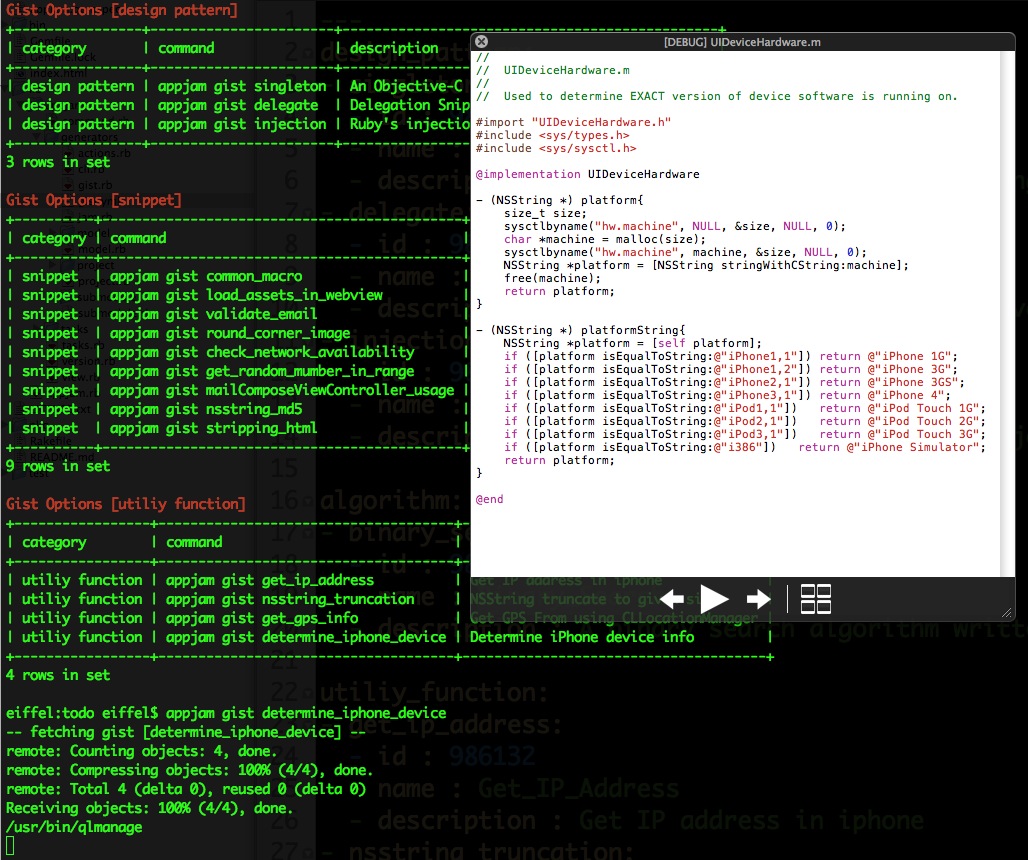 Gist Options [design pattern]
+-----------------+-----------------------+-----------------------------------------------+
| category | command | description
+-----------------+-----------------------+
| design pattern | appjam gist singleton | An Objective-C
| design pattern | appjam gist delegate | Delegation Snip
| design pattern | appjam gist injection | Ruby's injectio
+-----------------+-----------------------+
3 rows in set
Gist Options [snippet]
+----------+----------------------------------------------+
| category | command
+----------+----------------------------------------------+
| snippet | appjam gist common_macro |
| snippet | appjam gist load_assets_in_webview |
| snippet | appjam gist validate_email |
| snippet | appjam gist round_corner_image |
| snippet | appjam gist check_network_availability |
| snippet | appjam gist get_random_mumber_in_range |
| snippet | appjam gist mailComposeViewController_usage |
| snippet | appjam gist nsstring_md5 |
| snippet | appjam gist stripping_html |
+----------+----------------------------------------------+
9 rows in set
Gist Options [utiliy function]
+------------------+-------------------------------------+
| category | command |
+------------------+-------------------------------------+
| utiliy function | appjam gist get_ip_address | Get IP address in iphone |
| utiliy function | appjam gist nsstring_truncation | NSString truncate to give si
| utiliy function | appjam gist get_gps_info | Get GPS From using CLLocationManager |
| utiliy function | appjam gist determine_iphone_device | Determine iPhone device info |
+------------------+-------------------------------------+--------------------------------------+
4 rows in set
eiffel:todo eiffel$ appjam gist determine_iphone_device
-- fetching gist [determine_iphone_device] --
remote: Counting objects: 4, done.
remote: Compressing objects: 100% (4/4), done.
remote: Total 4 (delta 0), reused 0 (delta 0)
Receiving objects: 100% (4/4), done.
/usr/bin/qlmanage
[DEBUG] UIDeviceHardware.m
//
// UIDeviceHardware.m
//
// Used to determine EXACT version of device software is running on.
#import "UIDeviceHardware.h"
#include <sys/types.h>
#include <sys/sysctl.h>
@implementation UIDeviceHardware
- (NSString *) platform{
size_t size;
sysctlbyname("hw.machine", NULL, &size, NULL, 0);
char *machine = malloc(size);
sysctlbyname("hw.machine", machine, &size, NULL, 0);
NSString *platform = [NSString stringWithCString:machine];
free(machine);
return platform;
}
- (NSString *) platformString{
NSString *platform = [self platform];
if ([platform isEqualToString:@"iPhone1,1"]) return @"iPhone 1G";
if ([platform isEqualToString:@"iPhone1,2"]) return @"iPhone 3G";
if ([platform isEqualToString:@"iPhone2,1"]) return @"iPhone 3GS";
if ([platform isEqualToString:@"iPhone3,1"]) return @"iPhone 4";
if ([platform isEqualToString:@"iPod1,1"]) return @"iPod Touch 1G";
if ([platform isEqualToString:@"iPod2,1"]) return @"iPod Touch 2G";
if ([platform isEqualToString:@"iPod3,1"]) return @"iPod Touch 3G";
if ([platform isEqualToString:@"i386"]) return @"iPhone Simulator";
return platform;
}
@end
algorithm:
search algorithm writt
22 utiliy_function:
get_ip_address:
- id : 986132
name : Get_IP_Address
- description : Get IP address in iphone
- nsstring_truncation: